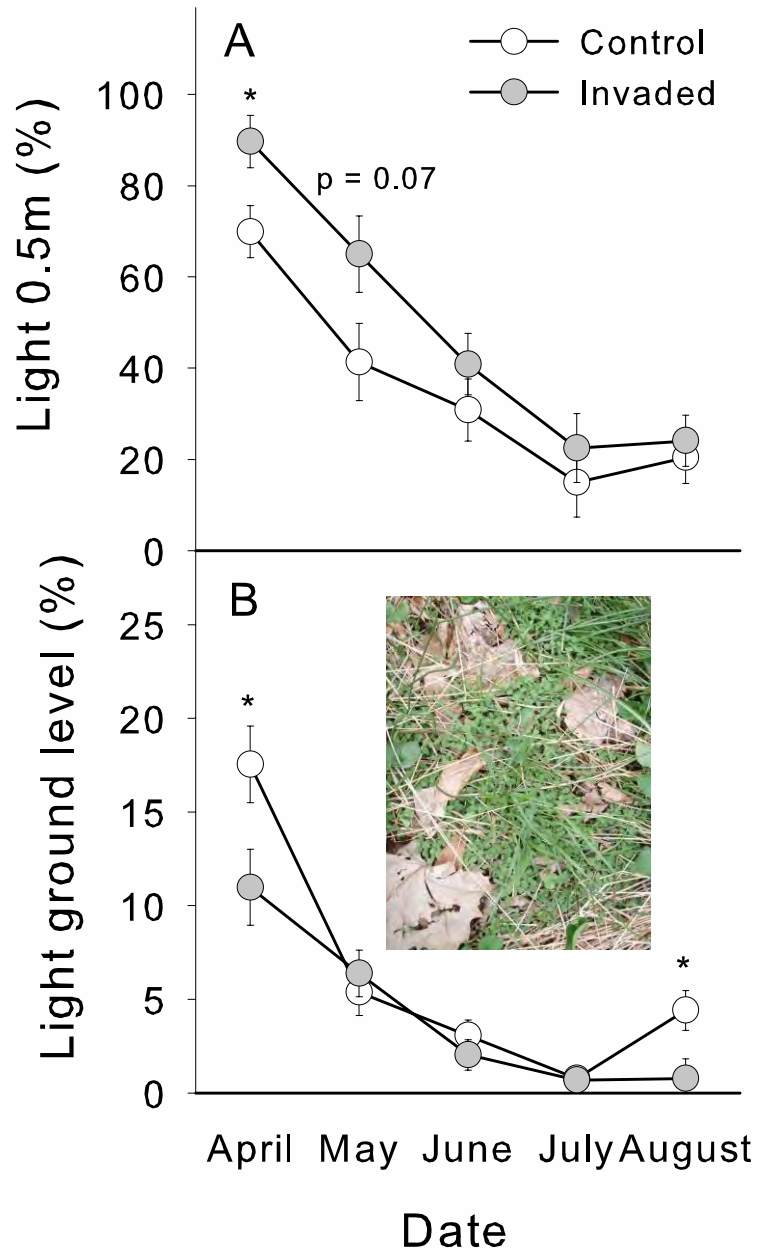 A
Control
Invaded
*
p = 0.07
Light 0.5m (%)
100
80
60
40
20
0
B
*
*
Light ground level (%)
25
20
15
10
5
0
April May June July August
Date